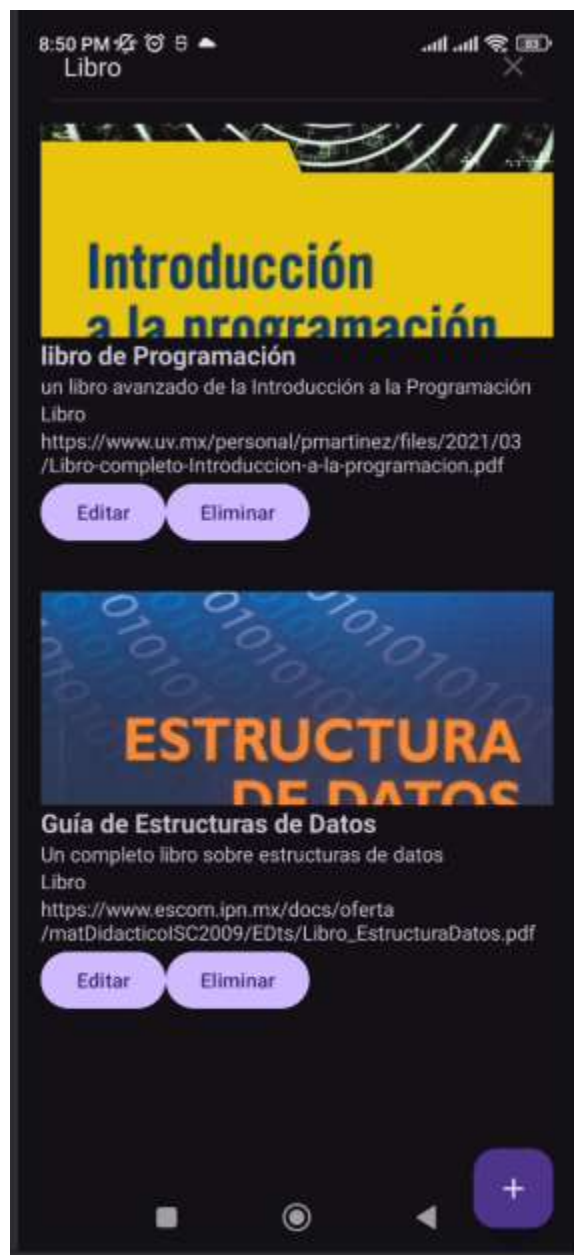 8:50 PM
Libro
Introducción
a la programación
libro de Programación
un libro avanzado de la Introducción a la Programación
Libro
https://www.uv.mx/personal/pmartinez/files/2021/03
/Libro-completo-Introduccion-a-la-programacion.pdf
Editar Eliminar
010101010101
ESTRUCTURA
DE DATOS
Guía de Estructuras de Datos
Un completo libro sobre estructuras de datos
Libro
https://www.escom.ipn.mx/docs/oferta
/matDidacticoISC2009/EDts/Libro_EstructuraDatos.pdf
Editar Eliminar
+